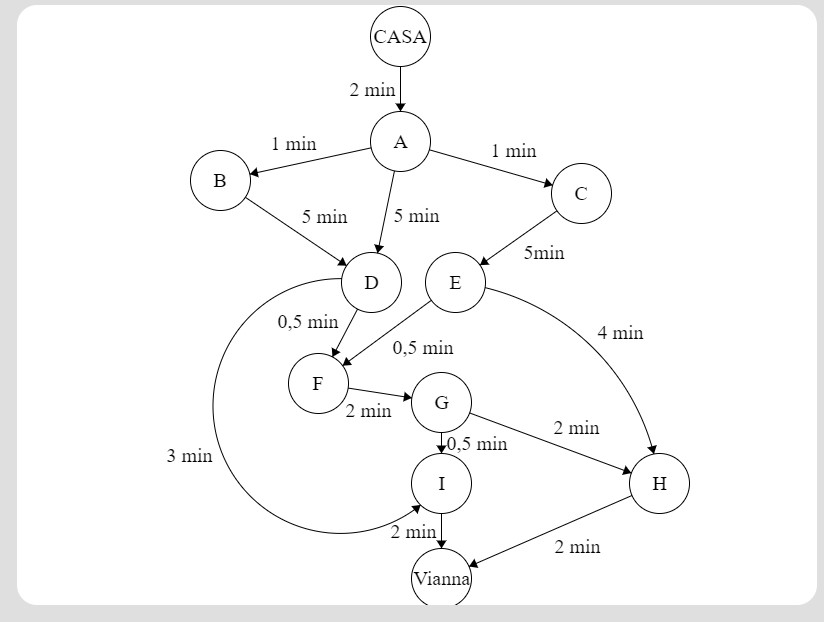 CASA
2 min
A
1 min
1 min
B
C
5 min
5 min
5min
D
E
0,5 min
4 min
0,5 min
F
G
2 min
2 min
0,5 min
3 min
I
H
2 min
2 min
Vianna